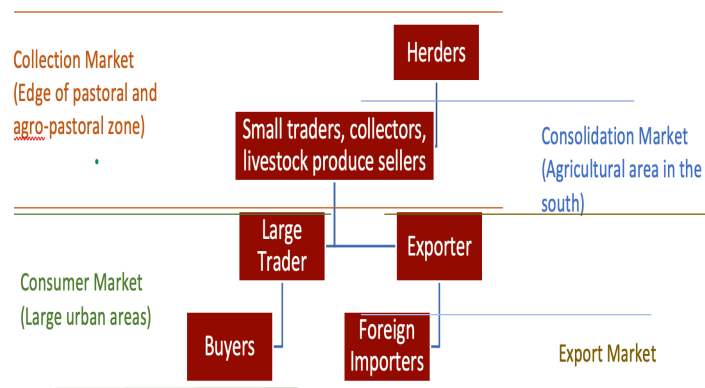 Herders
Collection Market
(Edge of pastoral and
agro-pastoral zone)
Small traders, collectors,
livestock produce sellers
Consolidation Market
(Agricultural area in the
south)
Large
Trader
Exporter
Consumer Market
(Large urban areas)
Buyers
Foreign
Importers
Export Market